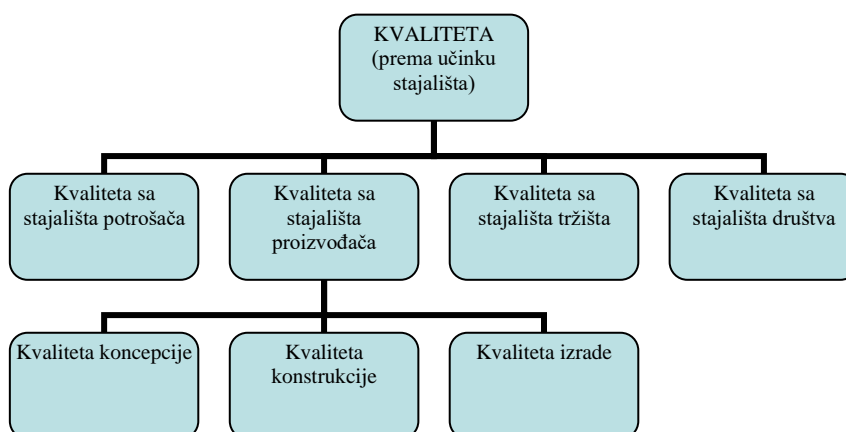 KVALITETA
(prema učinku
stajališta)
Kvaliteta sa
stajališta potrošača
Kvaliteta sa
stajališta
proizvođača
Kvaliteta sa
stajališta tržišta
Kvaliteta sa
stajališta društva
Kvaliteta koncepcije
Kvaliteta
konstrukcije
Kvaliteta izrade